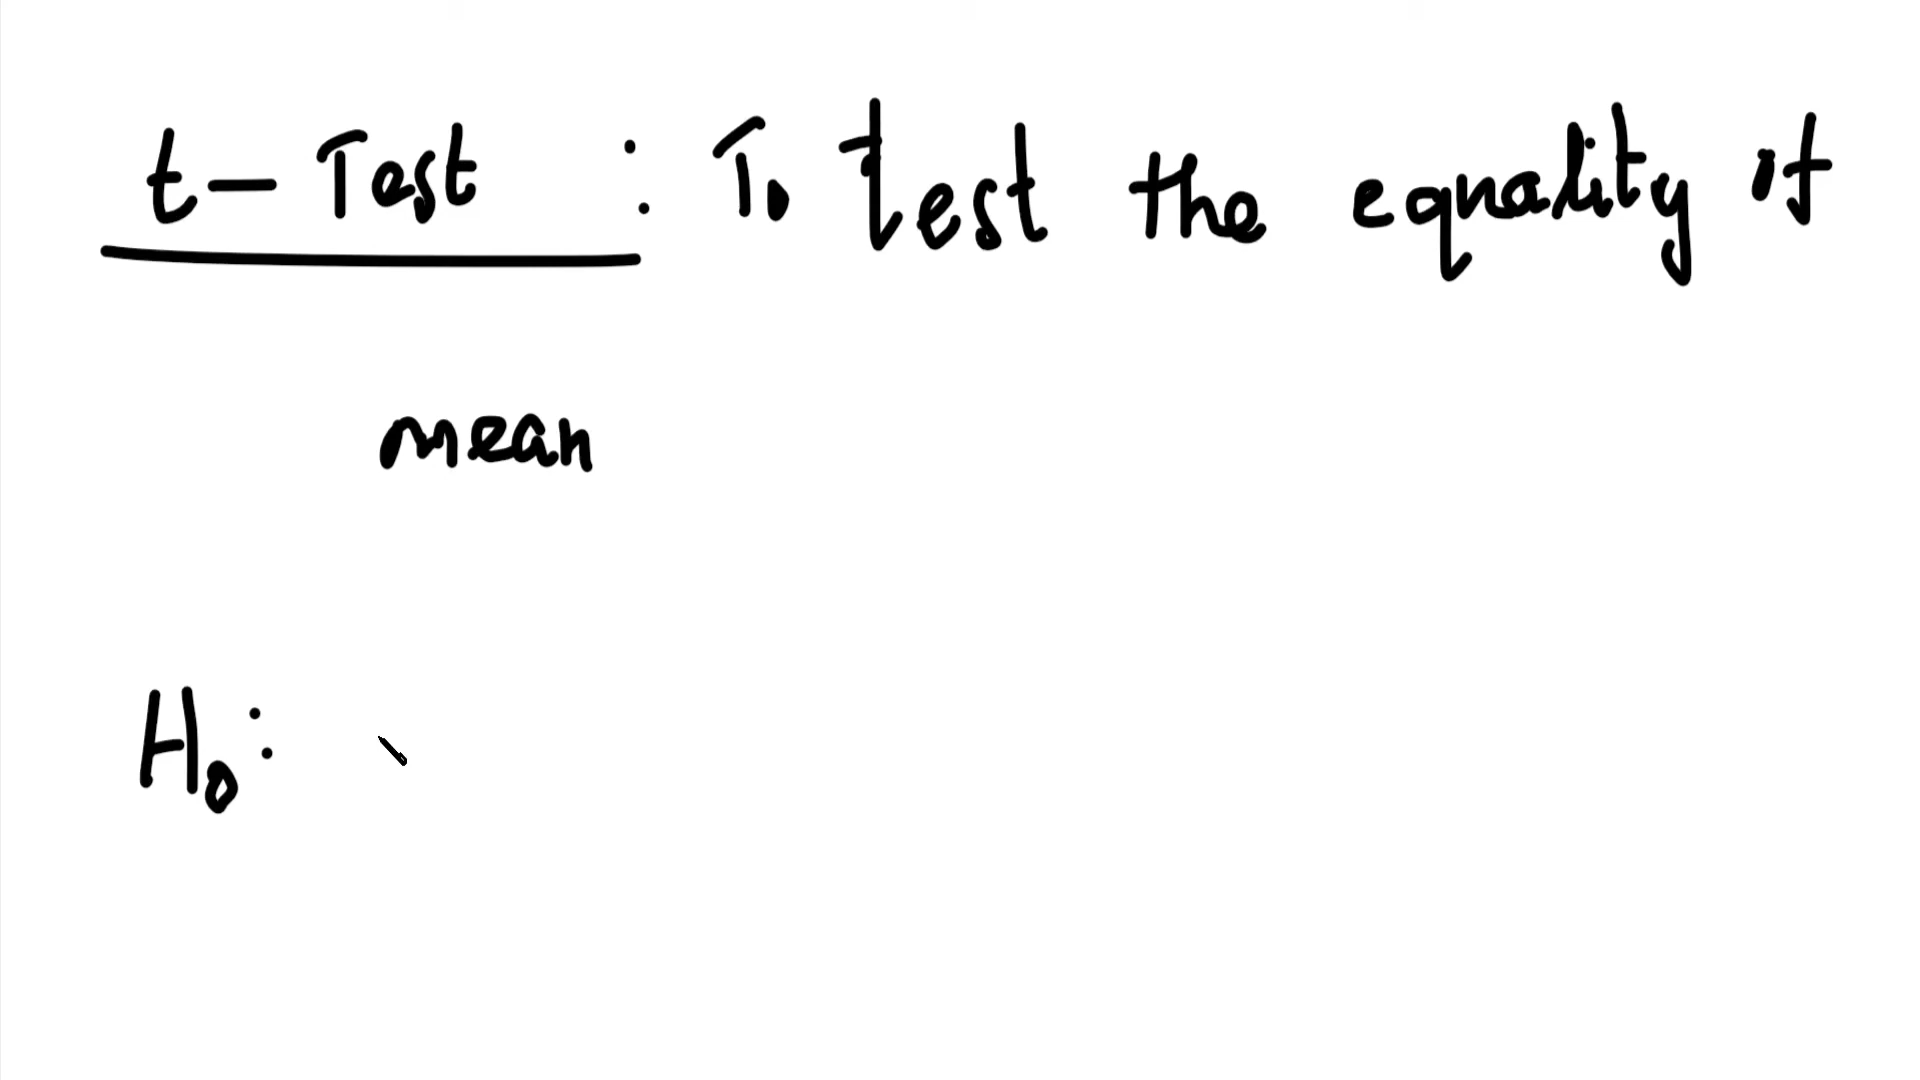 t- Test : To test the equality of
mean
H₀: